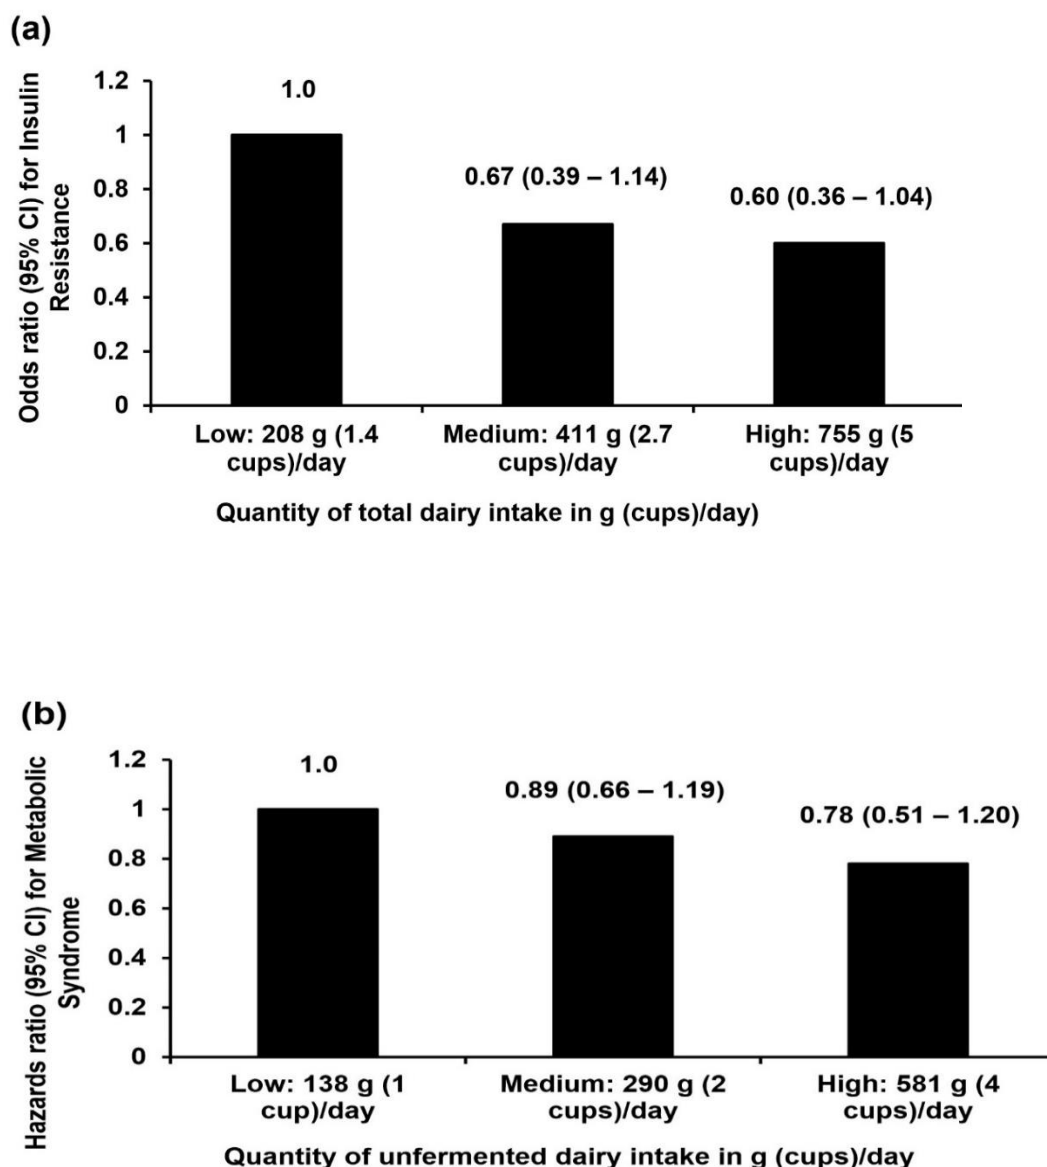 (a)
Odds ratio (95% CI) for Insulin
Resistance
1.2
1
0.8
0.6
0.4
0.2
0
1.0
0.67 (0.39 – 1.14)
0.60 (0.36 – 1.04)
Low: 208 g (1.4
cups)/day
Medium: 411 g (2.7
cups)/day
High: 755 g (5
cups)/day
Quantity of total dairy intake in g (cups)/day)
(b)
Hazards ratio (95% CI) for Metabolic
Syndrome
1.2
1
0.8
0.6
0.4
0.2
0
1.0
0.89 (0.66 – 1.19)
0.78 (0.51 – 1.20)
Low: 138 g (1
cup)/day
Medium: 290 g (2
cups)/day
High: 581 g (4
cups)/day
Quantity of unfermented dairy intake in g (cups)/day